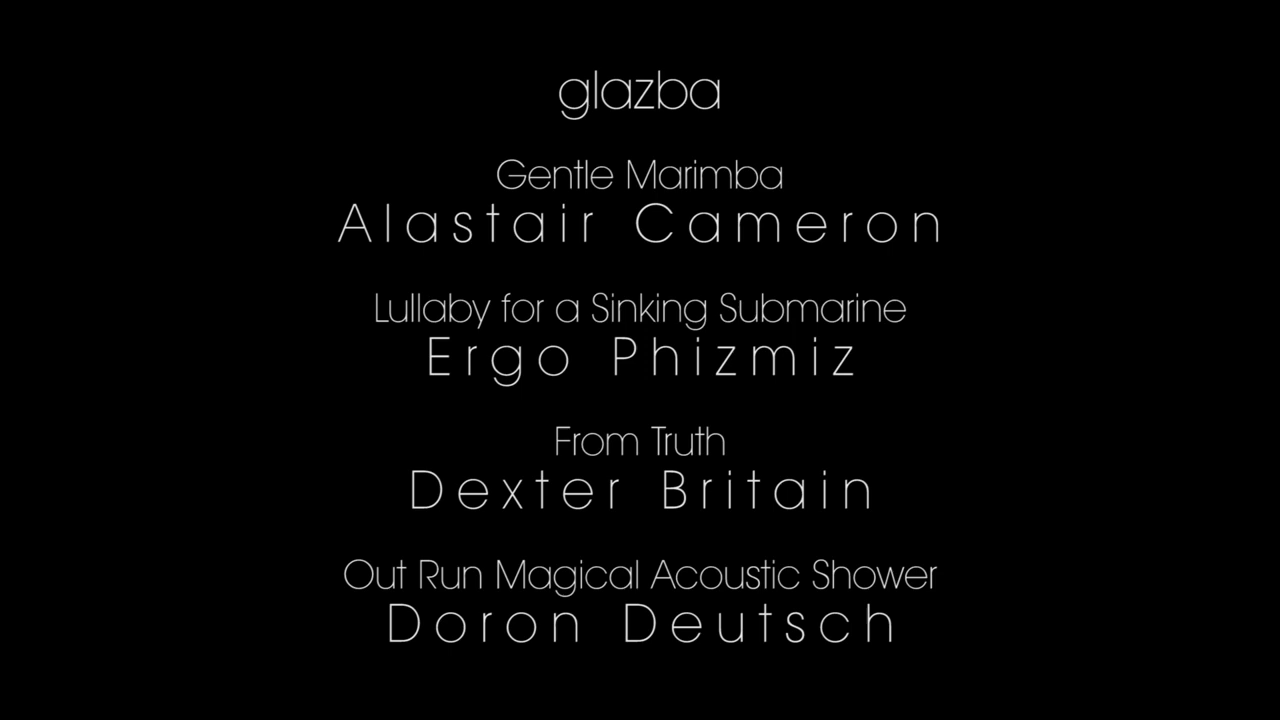 glazba
Gentle Marimba
Alastair Cameron
Lullaby for a Sinking Submarine
Ergo Phizmiz
From Truth
Dexter Britain
Out Run Magical Acoustic Shower
Doron Deutsch